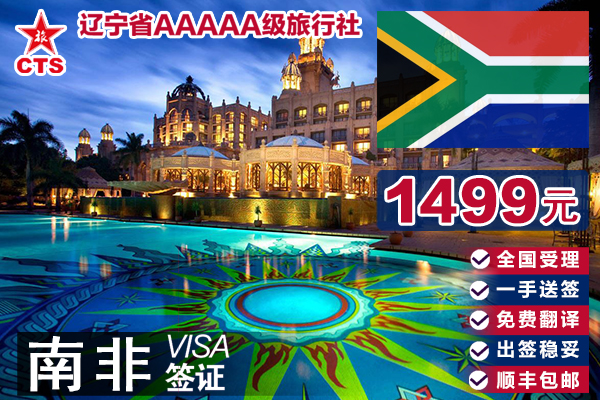 旅
CTS
辽宁省AAAAA级旅行社
1499元
全国受理
一手送签
免费翻译
出签稳妥
顺丰包邮
南非
VISA
签证